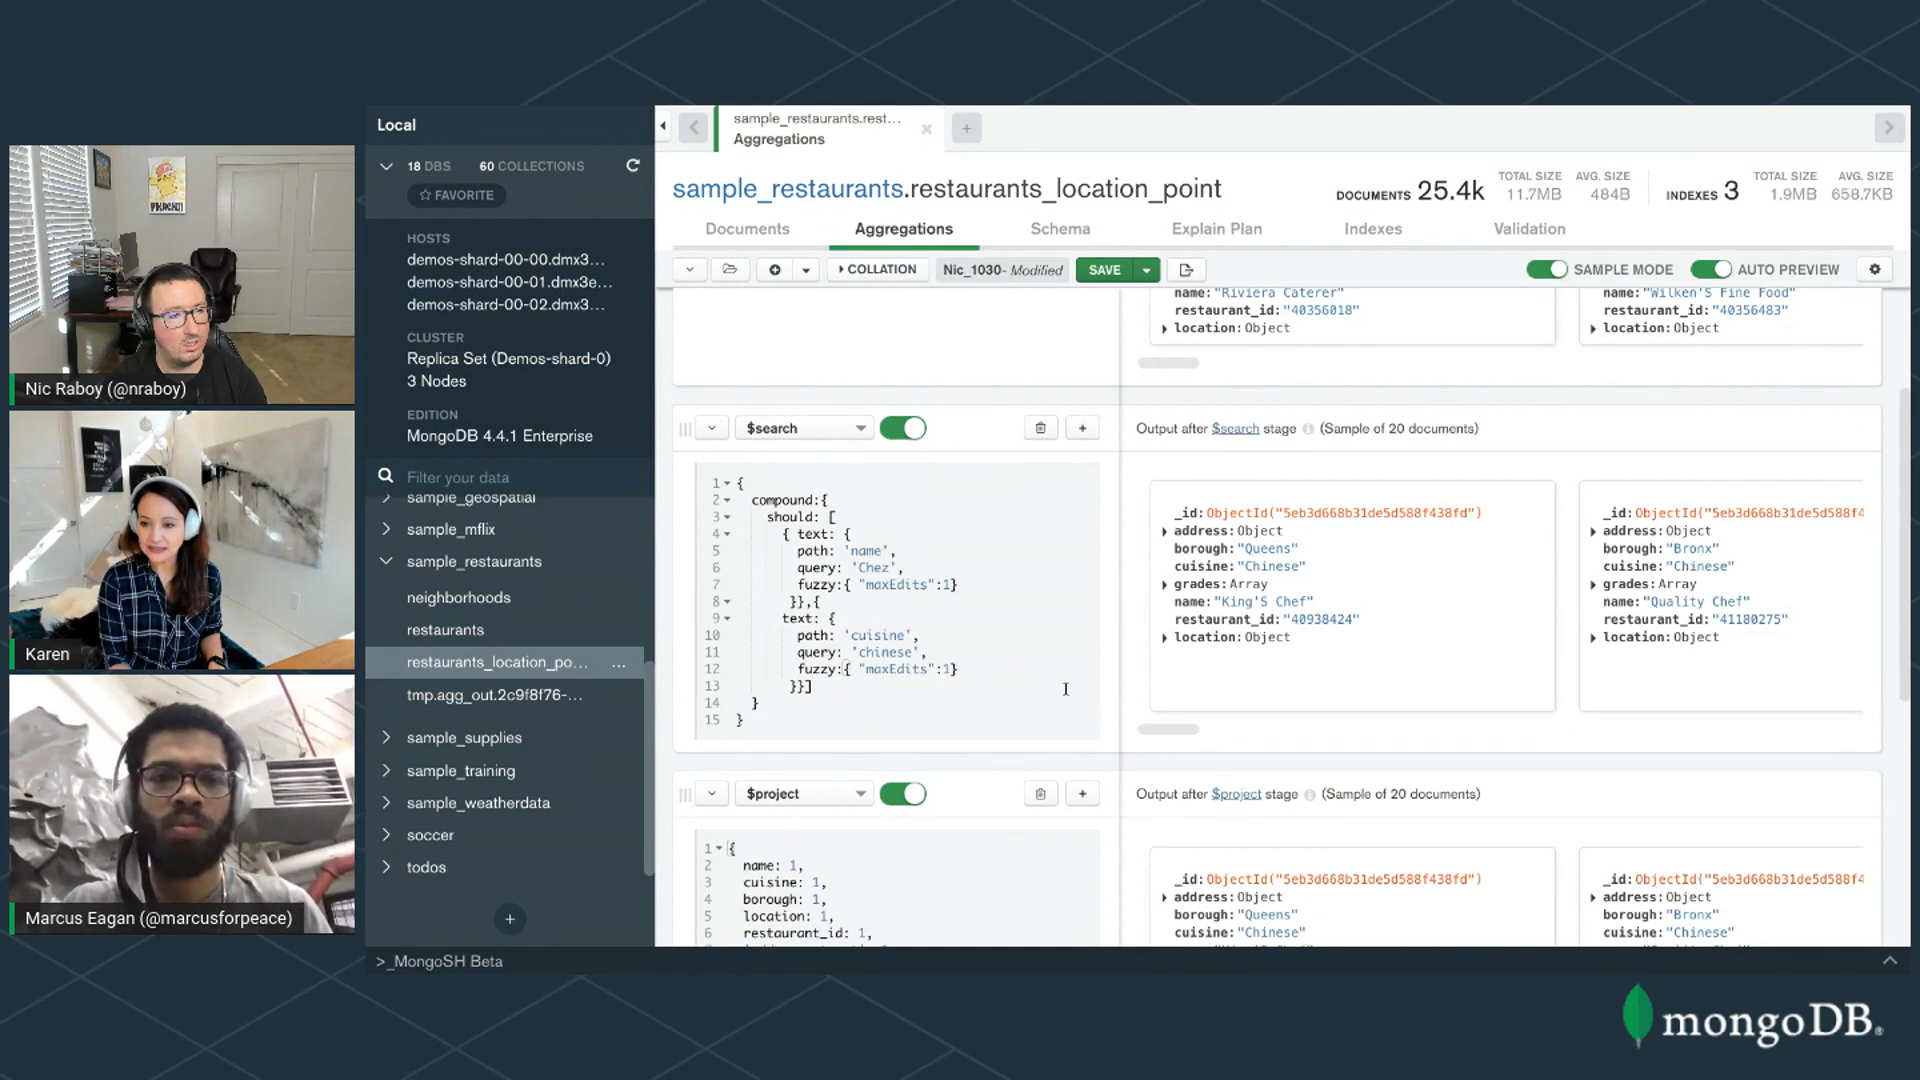 PIKACHU
Nic Raboy (@nraboy)
Karen
Marcus Eagan (@marcusforpeace)
Local
18 DBS 60 COLLECTIONS
FAVORITE
HOSTS
demos-shard-00-00.dmx3...
demos-shard-00-01.dmx3e...
demos-shard-00-02.dmx3...
CLUSTER
Replica Set (Demos-shard-0)
3 Nodes
EDITION
MongoDB 4.4.1 Enterprise
Filter your data
sample_geospatial
sample_mflix
sample_restaurants
neighborhoods
restaurants
restaurants_location_po... ...
tmp.agg_out.2c9f8f76-...
sample_supplies
sample_training
sample_weatherdata
soccer
todos
+
>_MongoSH Beta
sample_restaurants.rest...
Aggregations
sample_restaurants.restaurants_location_point
DOCUMENTS 25.4k TOTAL SIZE 11.7MB AVG. SIZE 484B INDEXES 3 TOTAL SIZE 1.9MB AVG. SIZE 658.7KB
Documents Aggregations Schema Explain Plan Indexes Validation
COLLATION Nic_1030- Modified SAVE SAMPLE MODE AUTO PREVIEW
name:"Riviera Caterer"
restaurant_id:"40356018"
location:Object
name:"Wilken'S Fine Food"
restaurant_id:"40356483"
location:Object
$search
Output after $search stage (Sample of 20 documents)
1 {
2 compound:{
3 should: [
4 { text: {
5 path: 'name',
6 query: 'Chez',
7 fuzzy:{ "maxEdits":1}
8 }},{
9 text: {
10 path: 'cuisine',
11 query: 'chinese',
12 fuzzy:{ "maxEdits":1}
13 }}]
14 }
15 }
_id:ObjectId("5eb3d668b31de5d588f438fd")
address:Object
borough:"Queens"
cuisine:"Chinese"
grades:Array
name:"King'S Chef"
restaurant_id:"40938424"
location:Object
_id:ObjectId("5eb3d668b31de5d588f4
address:Object
borough:"Bronx"
cuisine:"Chinese"
grades:Array
name:"Quality Chef"
restaurant_id:"41180275"
location:Object
$project
Output after $project stage (Sample of 20 documents)
1 {
2 name: 1,
3 cuisine: 1,
4 borough: 1,
5 location: 1,
6 restaurant_id: 1,
_id:ObjectId("5eb3d668b31de5d588f438fd")
address:Object
borough:"Queens"
cuisine:"Chinese"
_id:ObjectId("5eb3d668b31de5d588f4
address:Object
borough:"Bronx"
cuisine:"Chinese"
mongoDB®